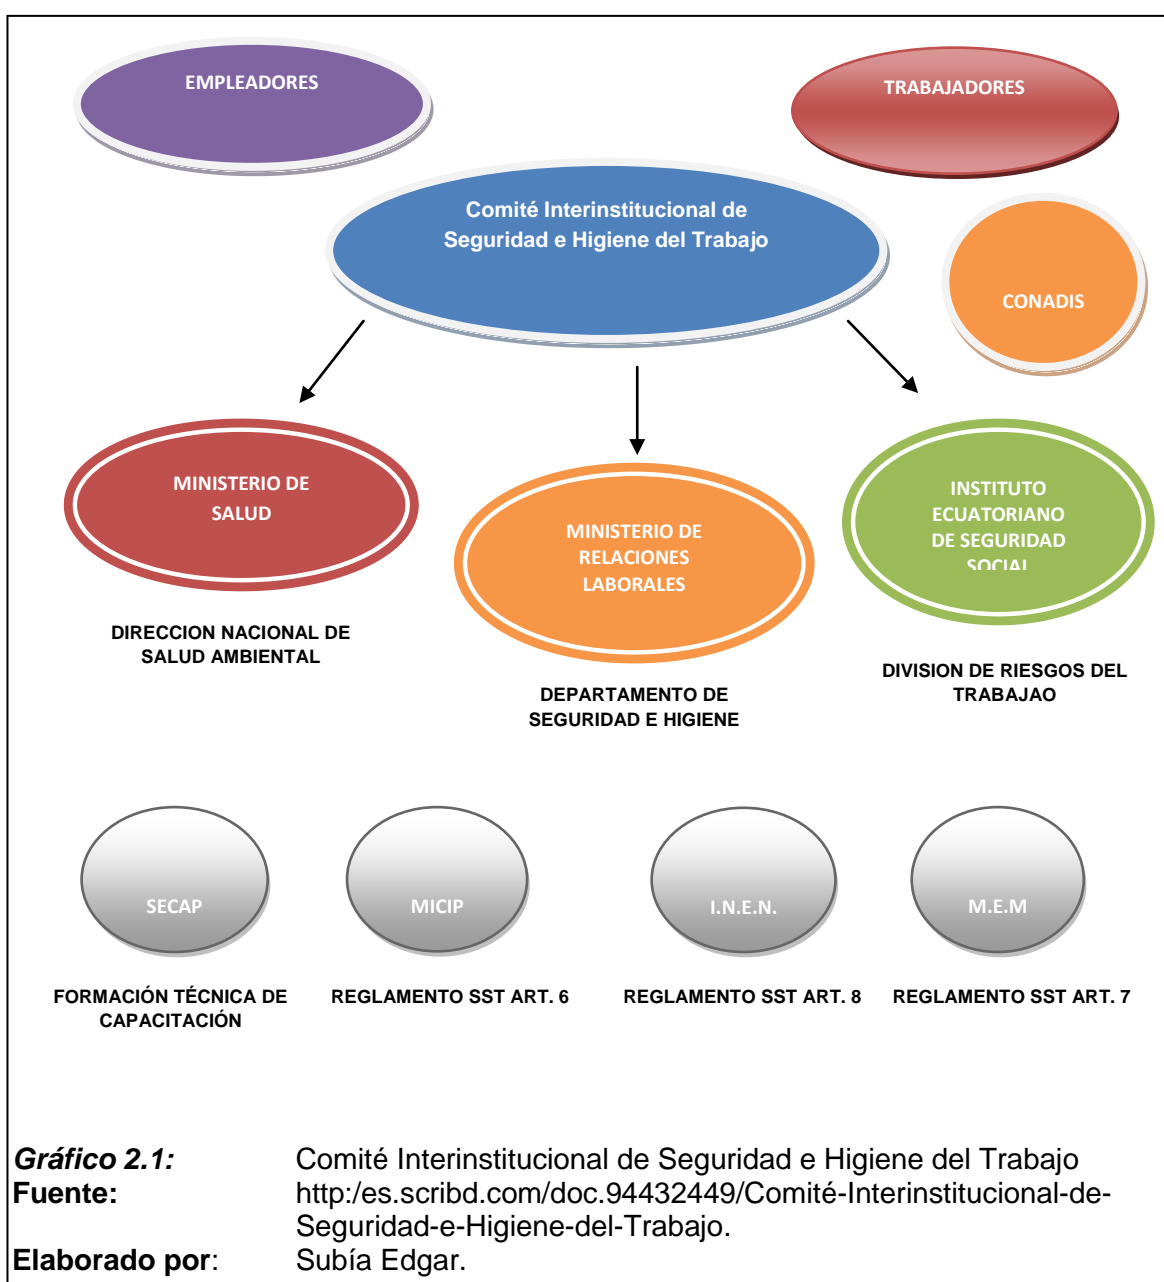 EMPLEADORES
TRABAJADORES
Comité Interinstitucional de
Seguridad e Higiene del Trabajo
CONADIS
MINISTERIO DE
SALUD
MINISTERIO DE
RELACIONES
LABORALES
INSTITUTO
ECUATORIANO
DE SEGURIDAD
SOCIAL
DIRECCION NACIONAL DE
SALUD AMBIENTAL
DEPARTAMENTO DE
SEGURIDAD E HIGIENE
DIVISION DE RIESGOS DEL
TRABAJAO
SECAP
MICIP
I.N.E.N.
M.E.M
FORMACIÓN TÉCNICA DE
CAPACITACIÓN
REGLAMENTO SST ART. 6
REGLAMENTO SST ART. 8
REGLAMENTO SST ART. 7
Gráfico 2.1: Comité Interinstitucional de Seguridad e Higiene del Trabajo
Fuente: http:/es.scribd.com/doc.94432449/Comité-Interinstitucional-de-
Seguridad-e-Higiene-del-Trabajo.
Elaborado por: Subía Edgar.